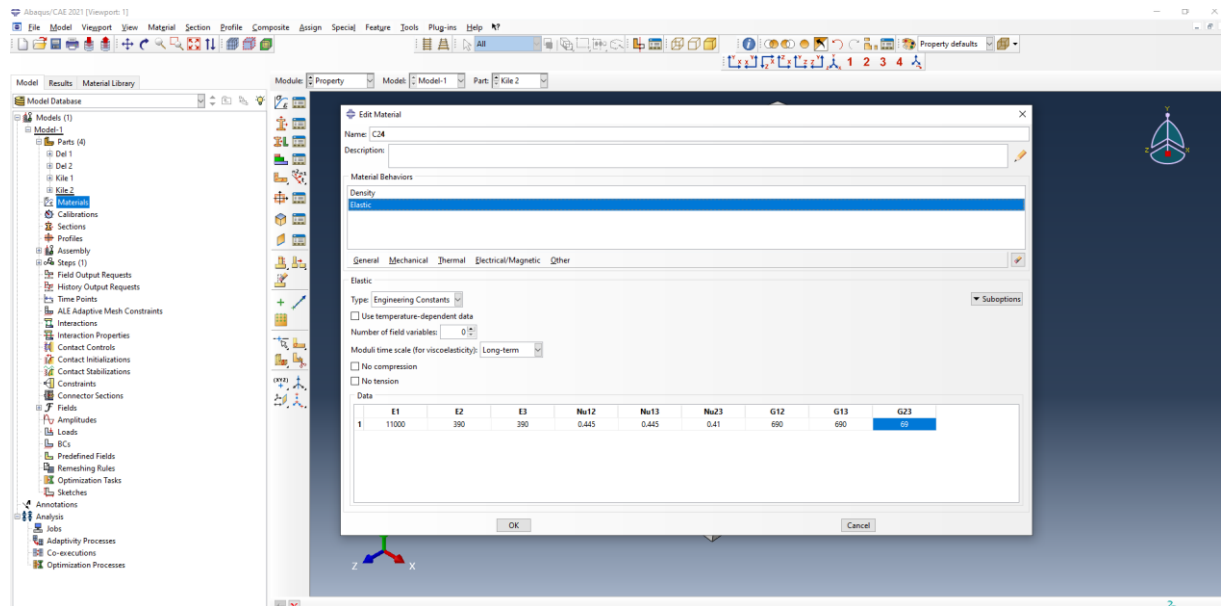 Abaqus/CAE 2021 [Viewport: 1]
File Model Viewport View Material Section Profile Composite Assign Special Feature Tools Plug-ins Help
All Property defaults
1 2 3 4
Model Results Material Library Module: Property Model: Model-1 Part: Kile 2
Model Database
Models (1)
Model-1
Parts (4)
Del 1
Del 2
Kile 1
Kile 2
Materials
Calibrations
Sections
Profiles
Assembly
Steps (1)
Field Output Requests
History Output Requests
Time Points
ALE Adaptive Mesh Constraints
Interactions
Interaction Properties
Contact Controls
Contact Initializations
Contact Stabilizations
Constraints
Connector Sections
Fields
Amplitudes
Loads
BCs
Predefined Fields
Remeshing Rules
Optimization Tasks
Sketches
Annotations
Analysis
Jobs
Adaptivity Processes
Co-executions
Optimization Processes
Edit Material
Name: C24
Description:
Material Behaviors
Density
Elastic
General Mechanical Thermal Electrical/Magnetic Other
Elastic
Type: Engineering Constants Suboptions
Use temperature-dependent data
Number of field variables: 0
Moduli time scale (for viscoelasticity): Long-term
No compression
No tension
Data
E1 E2 E3 Nu12 Nu13 Nu23 G12 G13 G23
1 11000 390 390 0.445 0.445 0.41 690 690 69
OK Cancel
Y
Z X
Z X